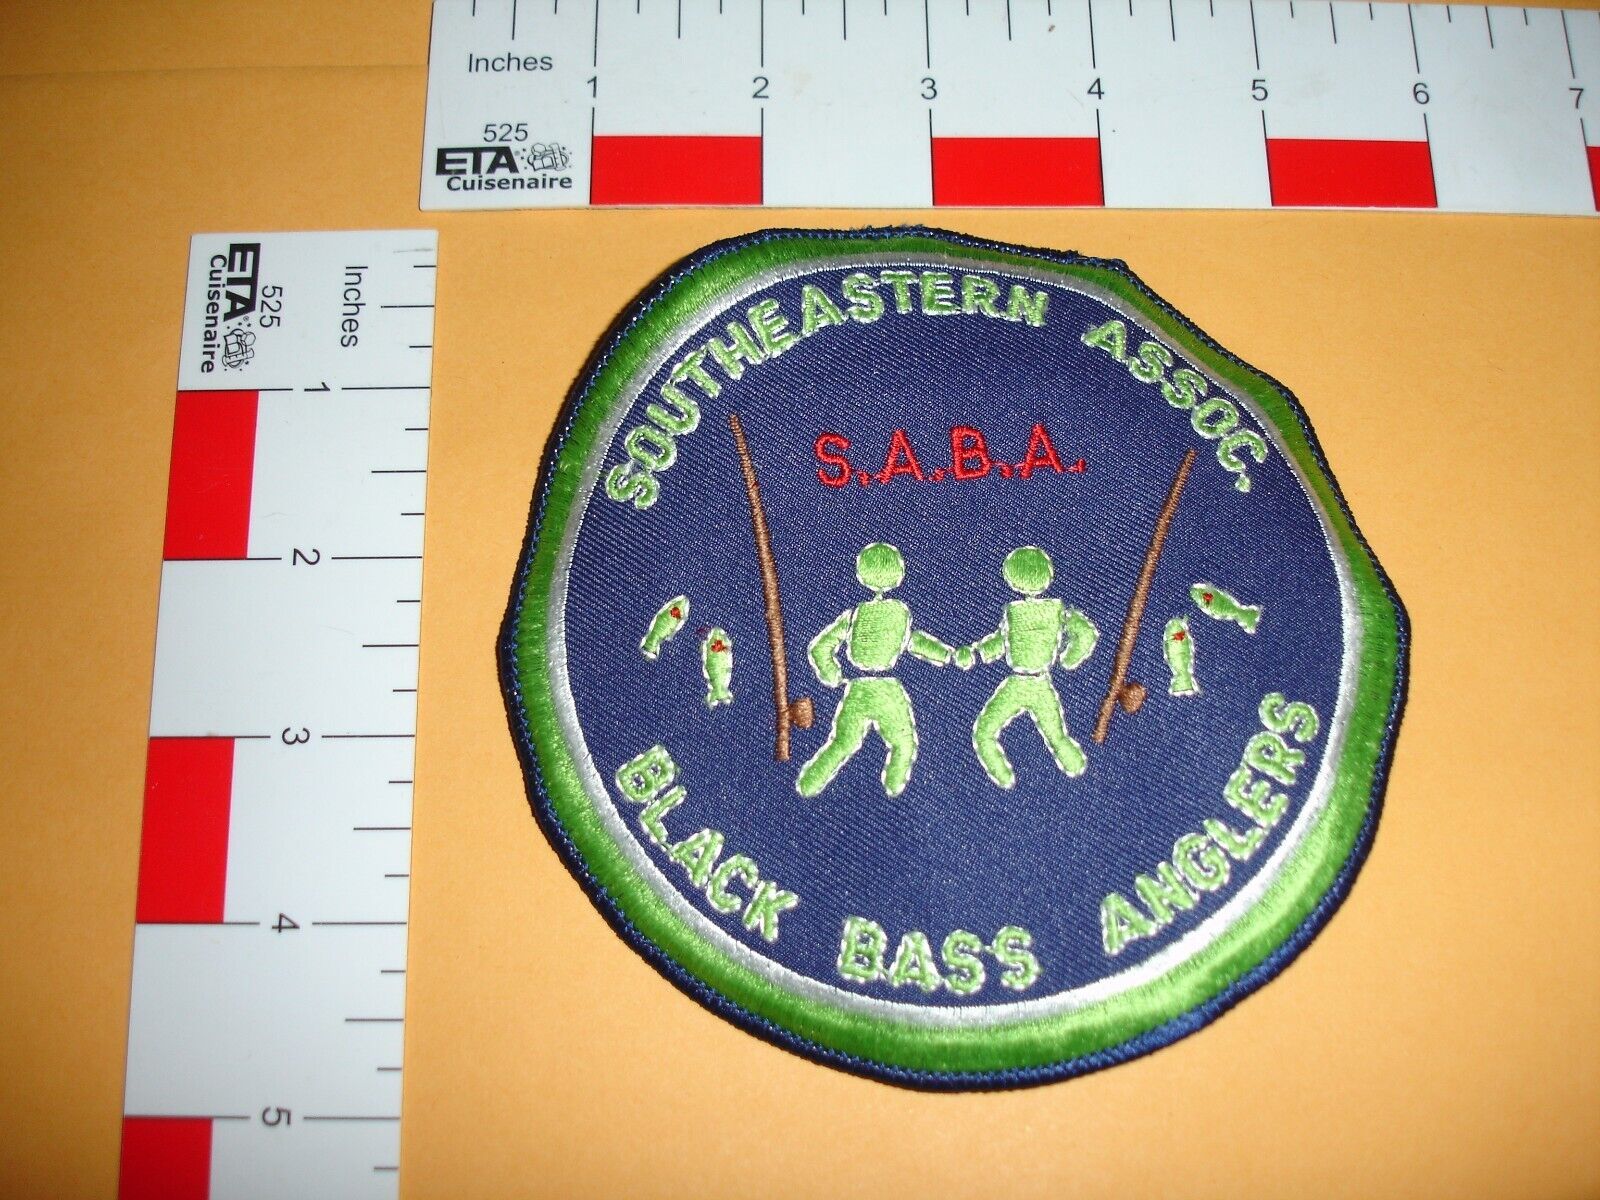 Inches
1 2 3 4 5 6 7
525
ETA
Cuisenaire
ETA
Cuisenaire
525
Inches
1
2
3
4
5
SOUTHEASTERN ASSOC.
S.A.B.A.
BLACK BASS ANGLERS